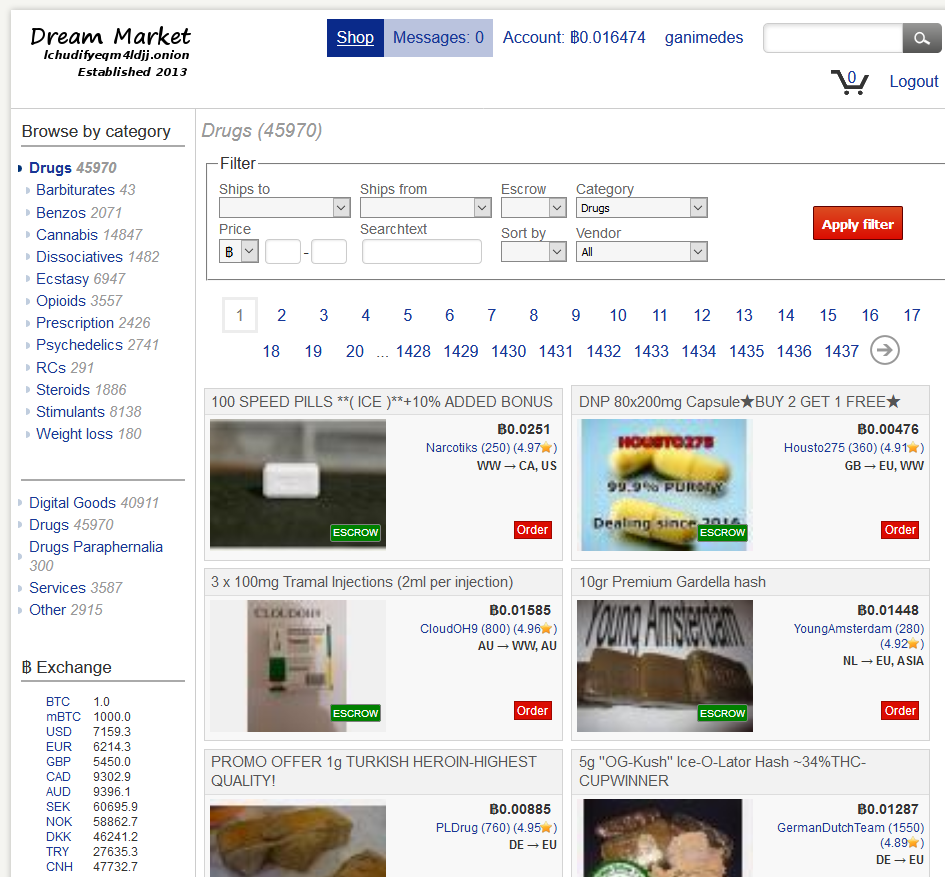 Dream Market
lchudifyeqm4ldjj.onion
Established 2013
Shop Messages: 0 Account: ฿0.016474 ganimedes
0 Logout
Browse by category
Drugs 45970
Barbiturates 43
Benzos 2071
Cannabis 14847
Dissociatives 1482
Ecstasy 6947
Opioids 3557
Prescription 2426
Psychedelics 2741
RCs 291
Steroids 1886
Stimulants 8138
Weight loss 180
Digital Goods 40911
Drugs 45970
Drugs Paraphernalia
300
Services 3587
Other 2915
฿ Exchange
BTC 1.0
mBTC 1000.0
USD 7159.3
EUR 6214.3
GBP 5450.0
CAD 9302.9
AUD 9396.1
SEK 60695.9
NOK 58862.7
DKK 46241.2
TRY 27635.3
CNH 47732.7
Drugs (45970)
Filter
Ships to Ships from Escrow Category
Drugs
Price Searchtext Sort by Vendor
฿ - All
Apply filter
1 2 3 4 5 6 7 8 9 10 11 12 13 14 15 16 17
18 19 20 ... 1428 1429 1430 1431 1432 1433 1434 1435 1436 1437
100 SPEED PILLS **( ICE )**+10% ADDED BONUS
฿0.0251
Narcotiks (250) (4.97⭐)
WW → CA, US
ESCROW
Order
DNP 80x200mg Capsule★BUY 2 GET 1 FREE★
HOUSTO275
99.9% PURITY
Dealing since 2016
฿0.00476
Housto275 (360) (4.91⭐)
GB → EU, WW
ESCROW
Order
3 x 100mg Tramal Injections (2ml per injection)
CLOUDOH9
฿0.01585
CloudOH9 (800) (4.96⭐)
AU → WW, AU
ESCROW
Order
10gr Premium Gardella hash
Young Amsterdam
฿0.01448
YoungAmsterdam (280)
(4.92⭐)
NL → EU, ASIA
ESCROW
Order
PROMO OFFER 1g TURKISH HEROIN-HIGHEST
QUALITY!
฿0.00885
PLDrug (760) (4.95⭐)
DE → EU
5g "OG-Kush" Ice-O-Lator Hash ~34%THC-
CUPWINNER
฿0.01287
GermanDutchTeam (1550)
(4.89⭐)
DE → EU